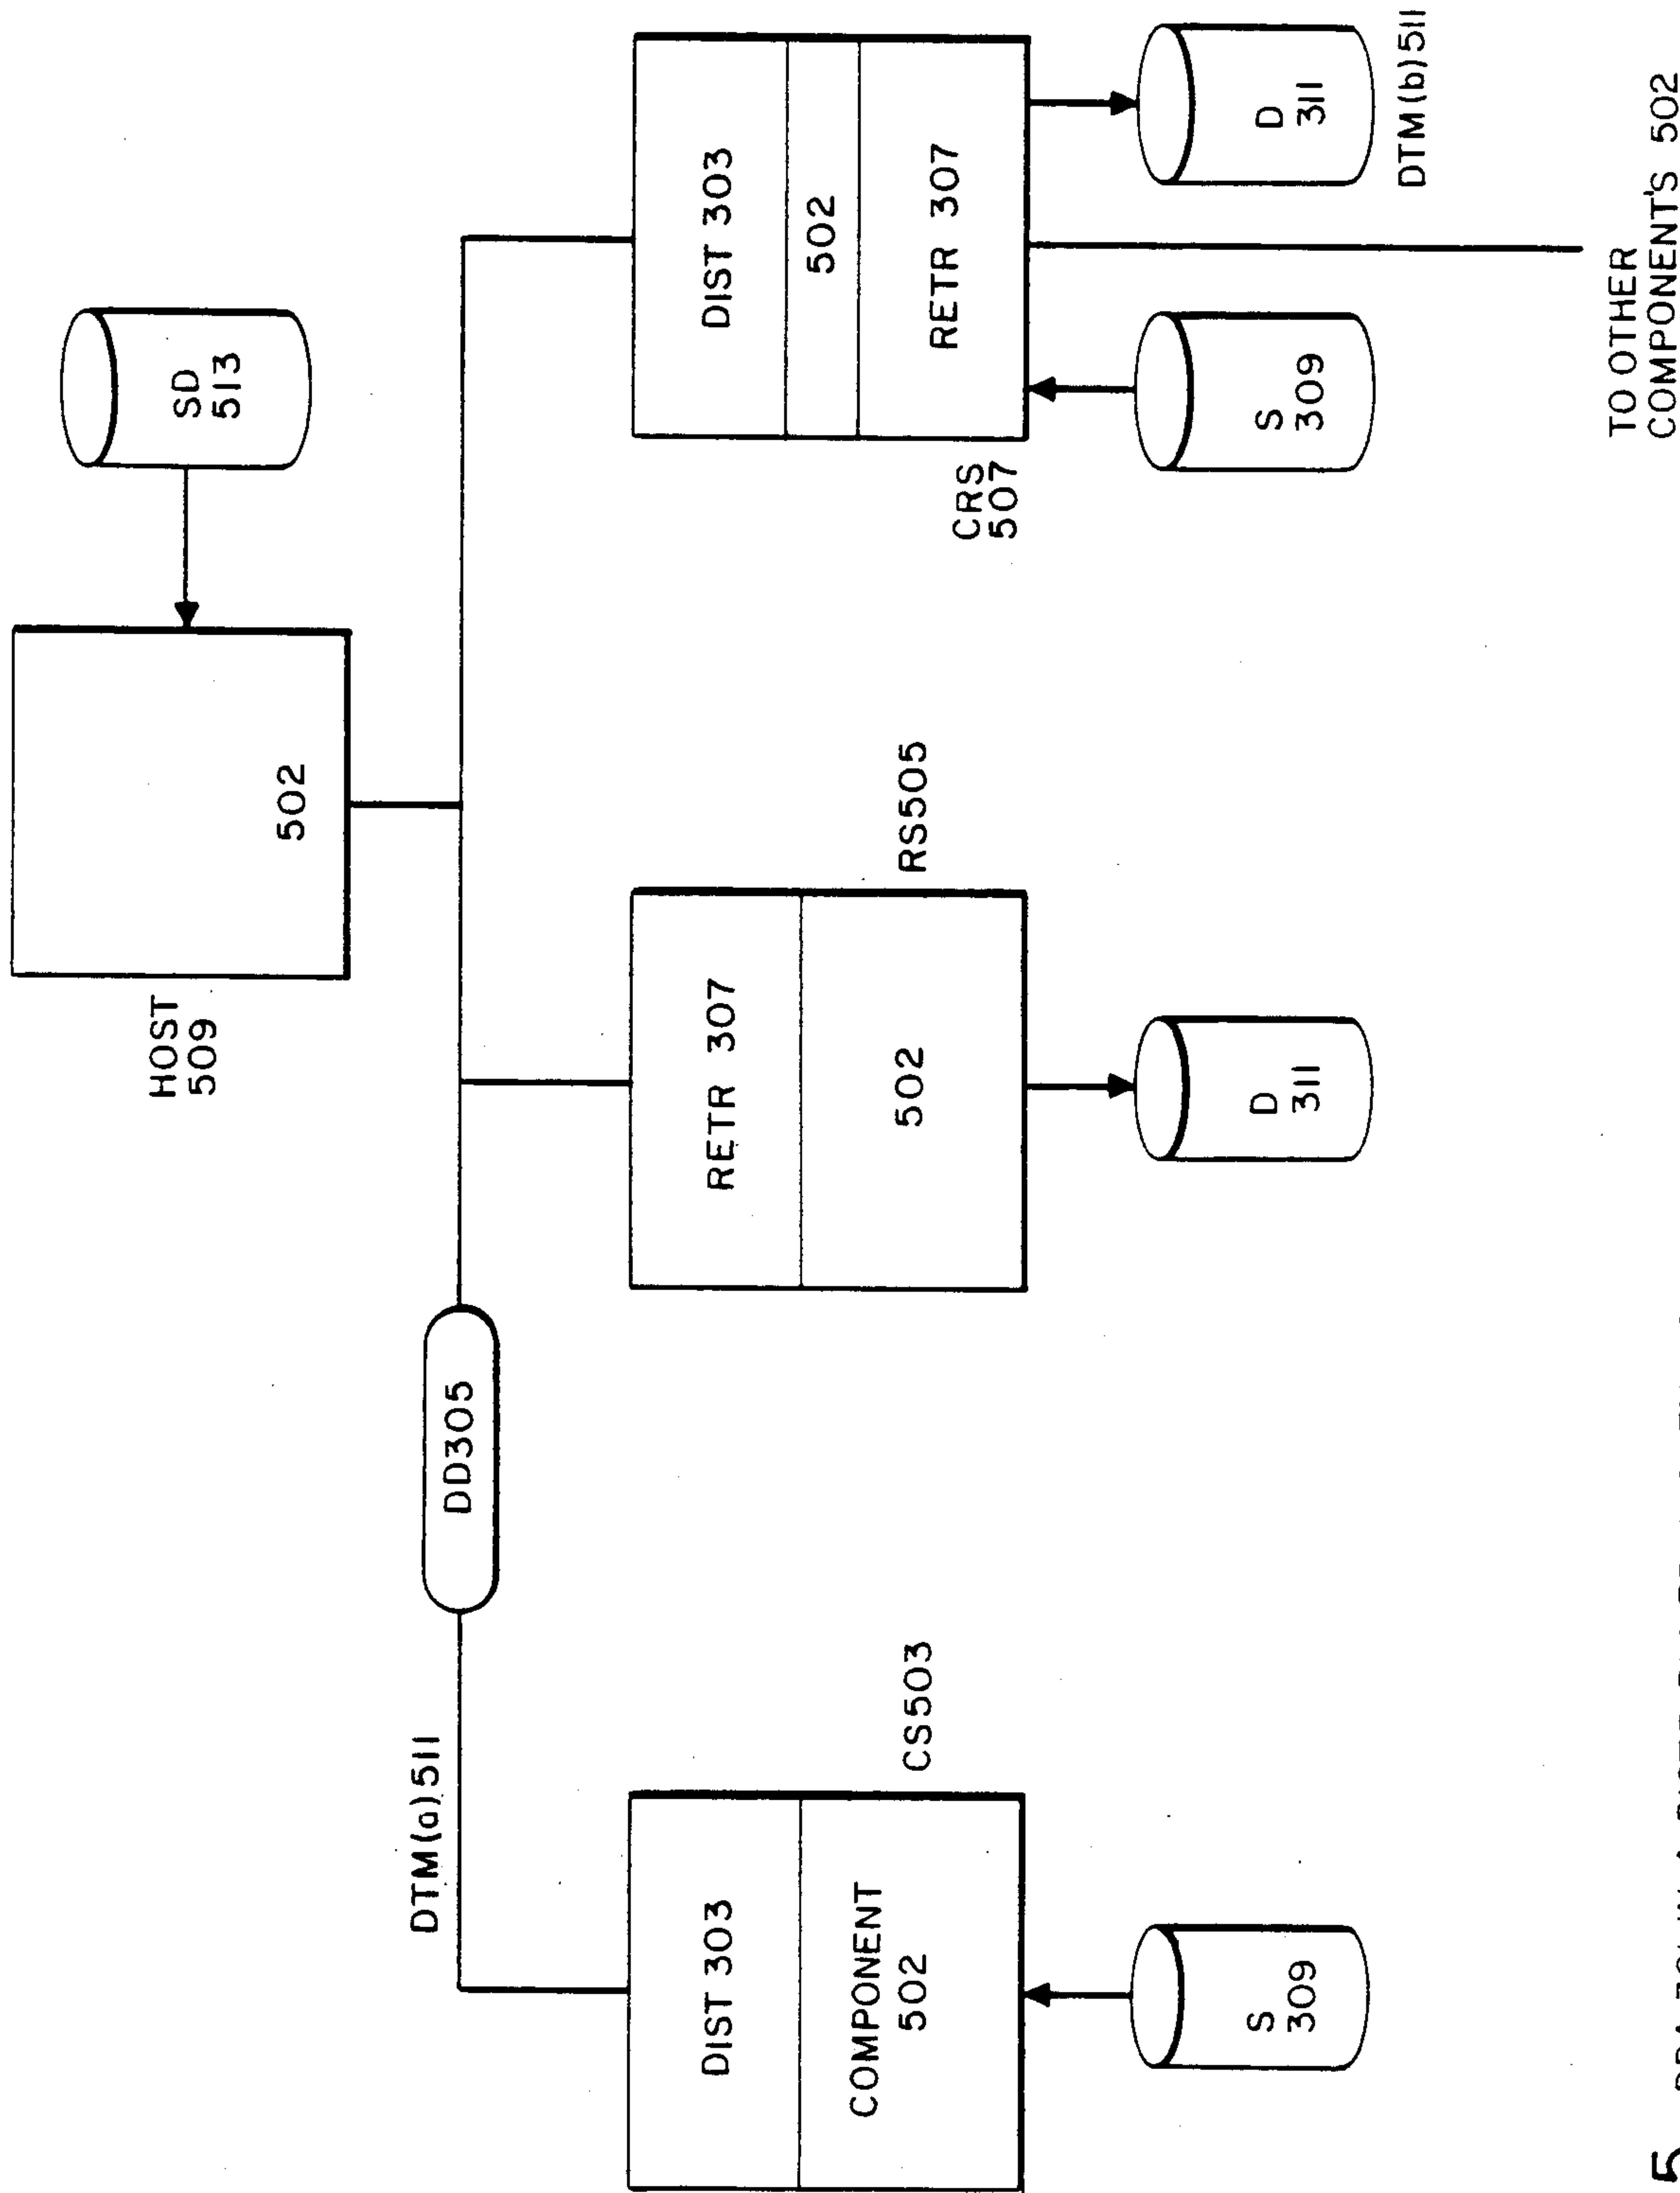 HOST
509
502
SD
513
DTM(a)511
DD305
DIST 303
COMPONENT
502
CS503
S
309
RETR 307
502
RS505
D
311
DIST 303
502
RETR 307
CRS
507
S
309
D
311
DTM(b)511
TO OTHER
COMPONENT'S 502
5